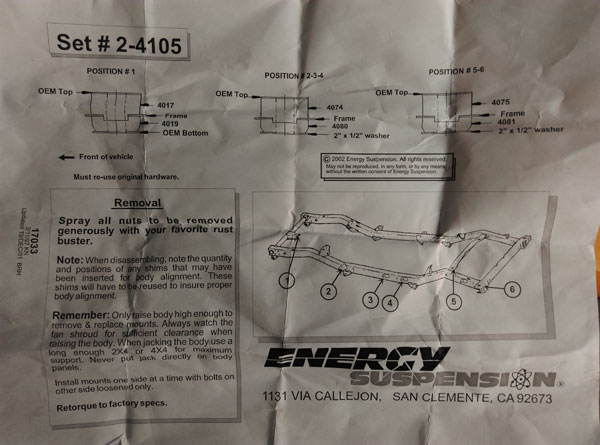 Set # 2-4105
POSITION # 1
OEM Top
4017
Frame
4019
OEM Bottom
POSITION # 2-3-4
OEM Top
4074
Frame
4080
2" x 1/2" washer
POSITION # 5-6
OEM Top
4075
Frame
4081
2" x 1/2" washer
Front of vehicle
Must re-use original hardware.
© 2002 Energy Suspension. All rights reserved.
May not be reproduced, in any form, or by any means
without the written consent of Energy Suspension.
Removal
Spray all nuts to be removed
generously with your favorite rust
buster.
Note: When disassembling, note the quantity
and positions of any shims that may have
been inserted for body alignment. These
shims will have to be reused to insure proper
body alignment.
Remember: Only raise body high enough to
remove & replace mounts. Always watch the
fan shroud for sufficient clearance when
raising the body. When jacking the body use a
long enough 2X4 or 4X4 for maximum
support. Never put jack directly on body
panels.
Install mounts one side at a time with bolts on
other side loosened only.
Retorque to factory specs.
17033
1
2
3
4
5
6
ENERGY
SUSPENSION®
1131 VIA CALLEJON, SAN CLEMENTE, CA 92673